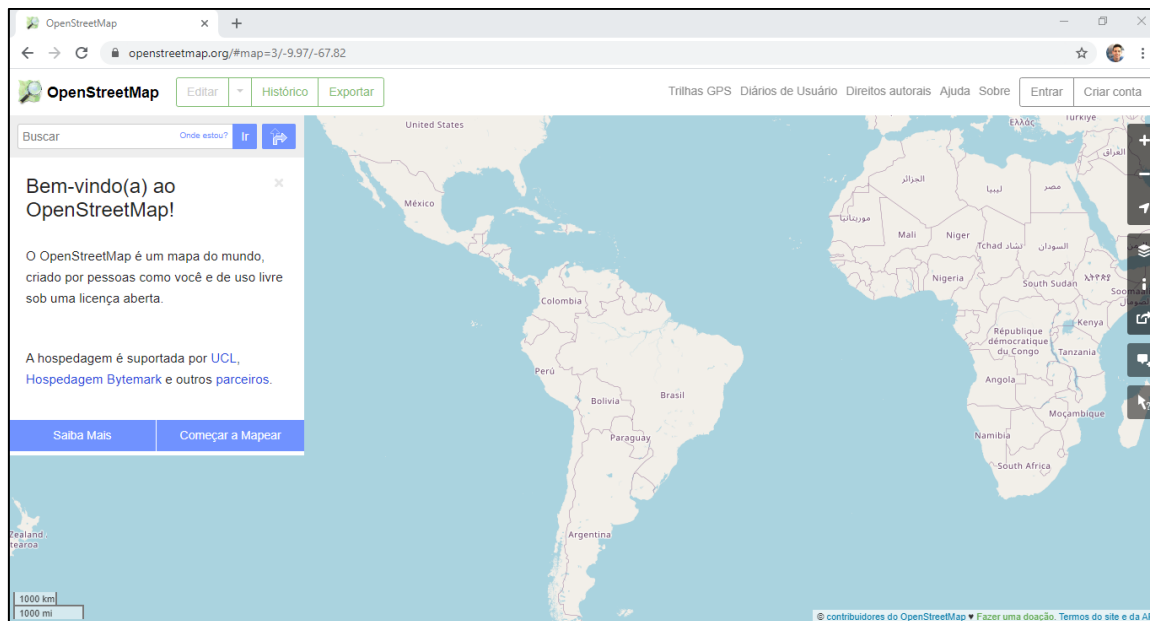 OpenStreetMap
openstreetmap.org/#map=3/-9.97/-67.82
OpenStreetMap
Editar
Histórico
Exportar
Trilhas GPS Diários de Usuário Direitos autorais Ajuda Sobre
Entrar
Criar conta
Buscar
Onde estou?
Ir
Bem-vindo(a) ao
OpenStreetMap!
O OpenStreetMap é um mapa do mundo,
criado por pessoas como você e de uso livre
sob uma licença aberta.
A hospedagem é suportada por UCL,
Hospedagem Bytemark e outros parceiros.
Saiba Mais
Começar a Mapear
United States
México
Colombia
Perú
Brasil
Bolivia
Paraguay
Argentina
Ελλάς
Türkiye
العراق
الجزائر
ليبيا
مصر
موريتانيا
Mali
Niger
Tchad تشاد
السودان
Nigeria
South Sudan
République
démocratique
du Congo
Kenya
Tanzania
Angola
Moçambique
Namibia
South Africa
Zealand
1000 km
1000 mi
© contribuidores do OpenStreetMap ♥ Fazer uma doação. Termos do site e da AP